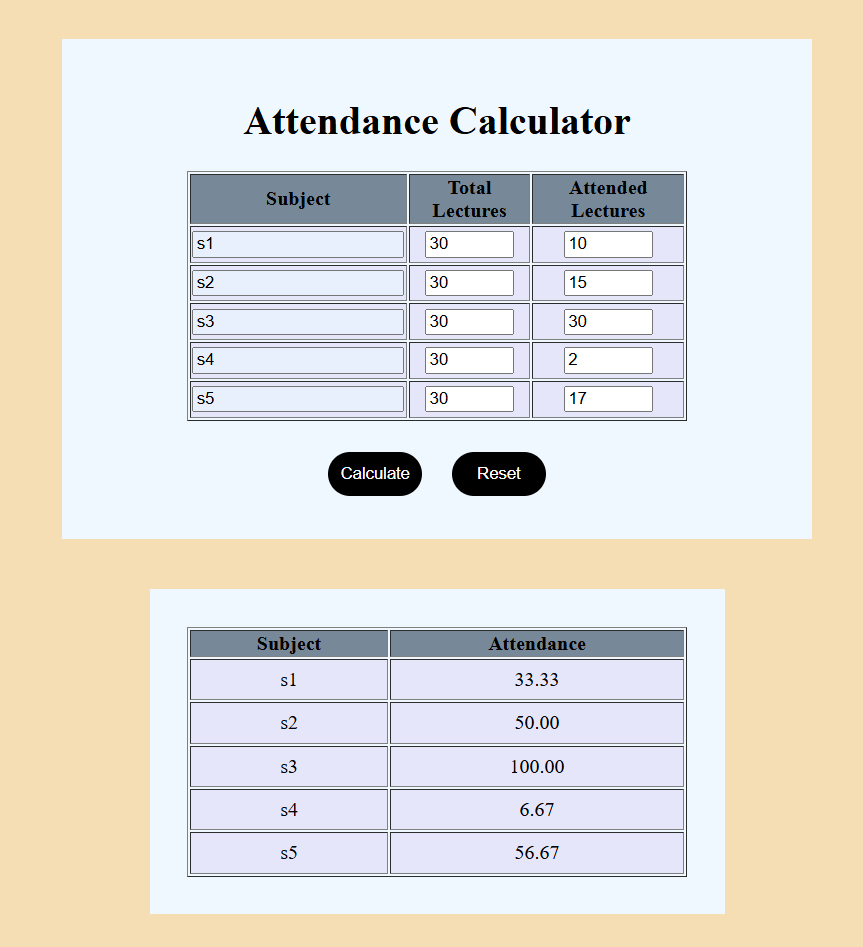 Attendance Calculator
Subject Total Lectures Attended Lectures
s1 30 10
s2 30 15
s3 30 30
s4 30 2
s5 30 17
Calculate Reset
Subject Attendance
s1 33.33
s2 50.00
s3 100.00
s4 6.67
s5 56.67